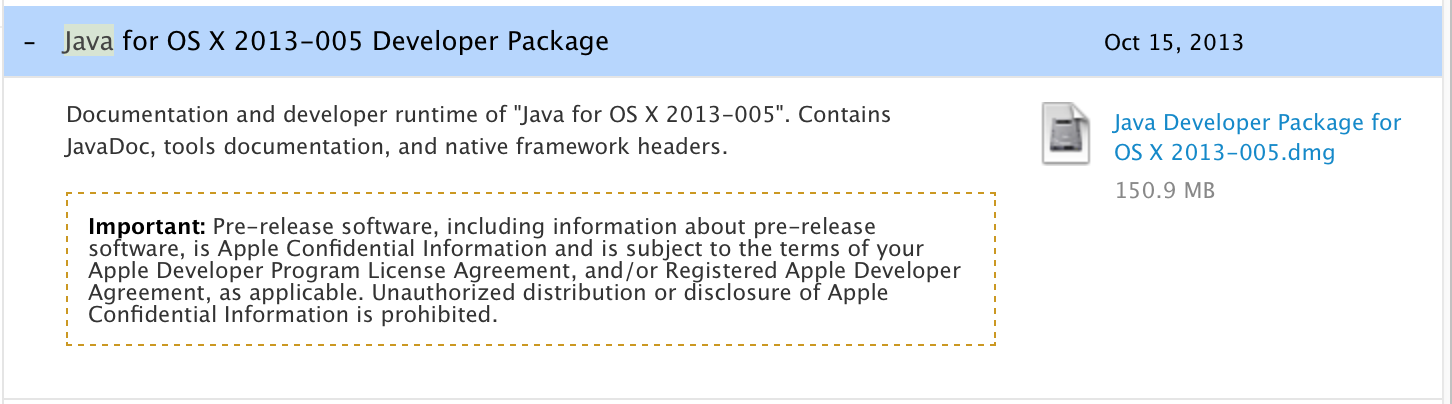 – Java for OS X 2013-005 Developer Package Oct 15, 2013
Documentation and developer runtime of "Java for OS X 2013-005". Contains
JavaDoc, tools documentation, and native framework headers.
Java Developer Package for
OS X 2013-005.dmg
150.9 MB
Important: Pre-release software, including information about pre-release
software, is Apple Confidential Information and is subject to the terms of your
Apple Developer Program License Agreement, and/or Registered Apple Developer
Agreement, as applicable. Unauthorized distribution or disclosure of Apple
Confidential Information is prohibited.